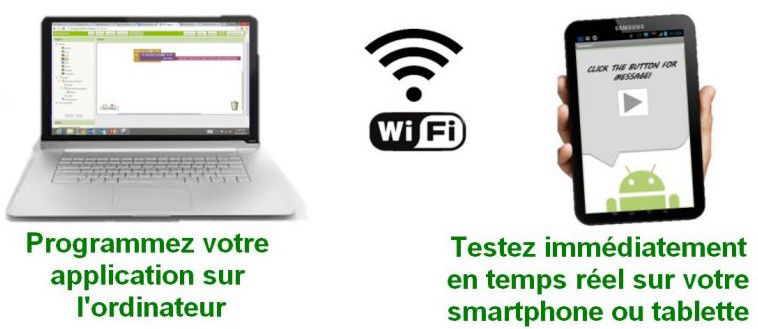 Wi Fi
SAMSUNG
CLICK THE BUTTON FOR
MESSAGE!
Programmez votre
application sur
l'ordinateur
Testez immédiatement
en temps réel sur votre
smartphone ou tablette